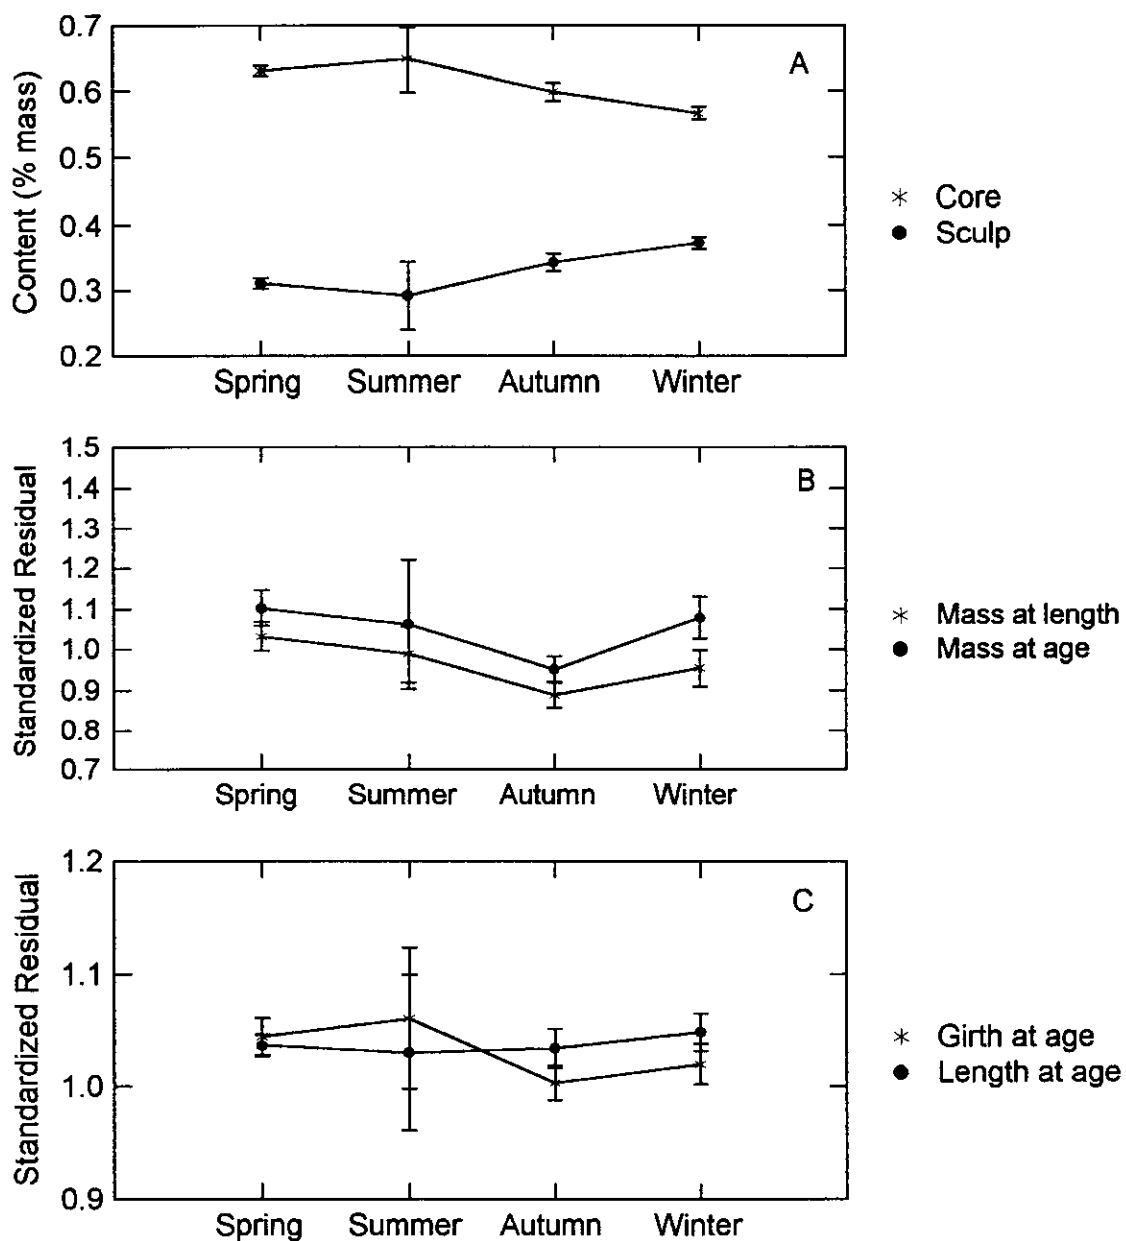 0.7
0.6
0.5
0.4
0.3
0.2
Content (% mass)
A
Spring Summer Autumn Winter
Core
Sculp
1.5
1.4
1.3
1.2
1.1
1.0
0.9
0.8
0.7
Standardized Residual
B
Spring Summer Autumn Winter
Mass at length
Mass at age
1.2
1.1
1.0
0.9
Standardized Residual
C
Spring Summer Autumn Winter
Girth at age
Length at age